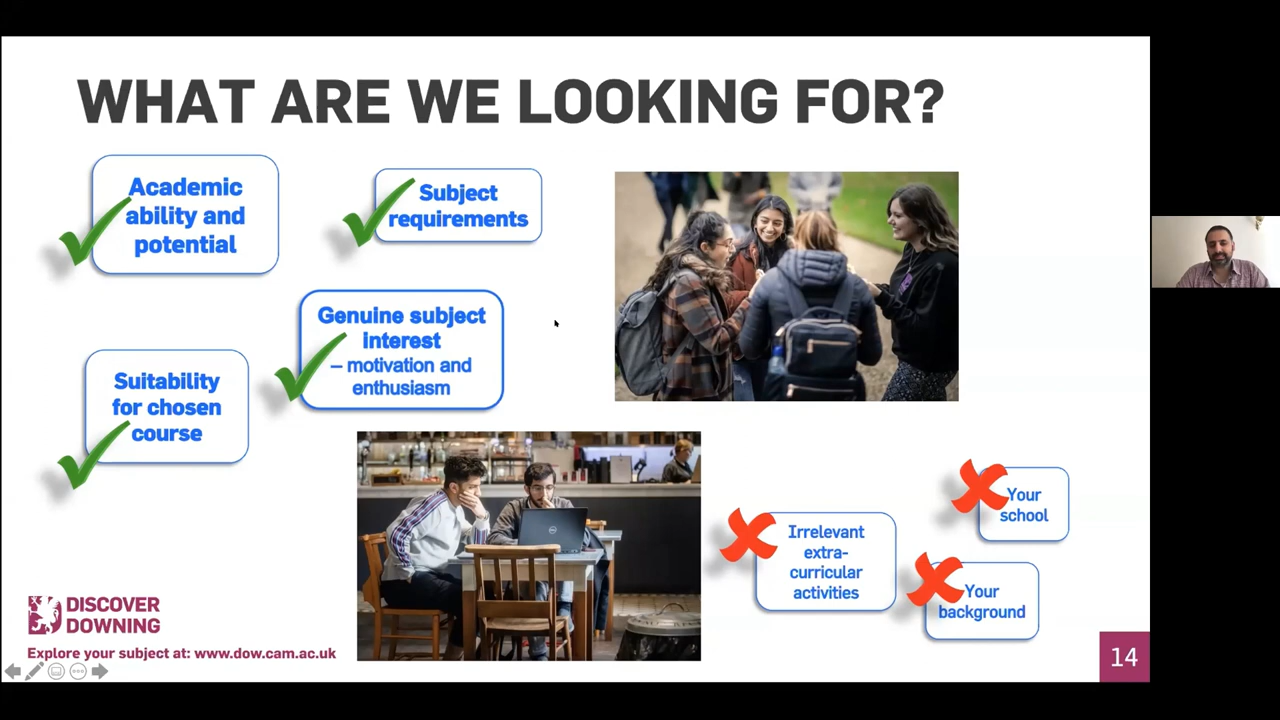 WHAT ARE WE LOOKING FOR?
Academic
ability and
potential
Subject
requirements
Genuine subject
interest
– motivation and
enthusiasm
Suitability
for chosen
course
Irrelevant
extra-
curricular
activities
Your
school
Your
background
DISCOVER
DOWNING
Explore your subject at: www.dow.cam.ac.uk
14